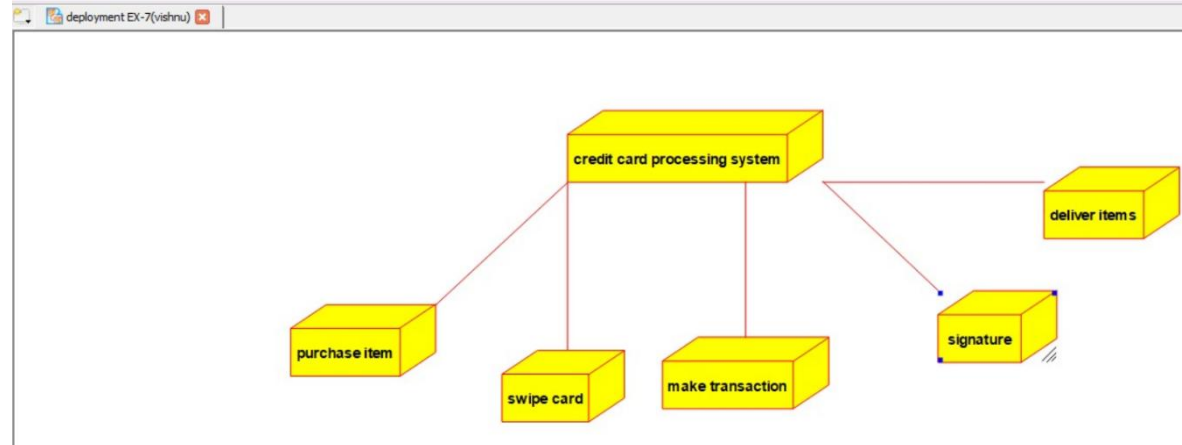 deployment EX-7(vishnu)
credit card processing system
deliver items
purchase item
signature
swipe card
make transaction